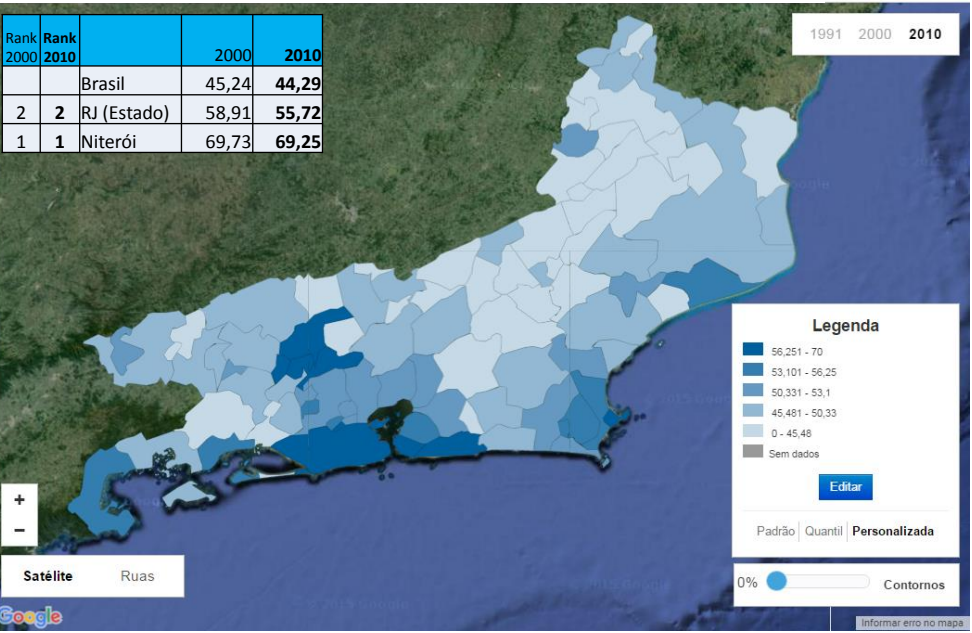 Rank Rank
2000 2010 2000 2010
Brasil 45,24 44,29
2 2 RJ (Estado) 58,91 55,72
1 1 Niterói 69,73 69,25
1991 2000 2010
Legenda
56,251 - 70
53,101 - 56,25
50,331 - 53,1
45,481 - 50,33
0 - 45,48
Sem dados
Editar
Padrão Quantil Personalizada
+
−
0% Contornos
Satélite Ruas
Google
Informar erro no mapa